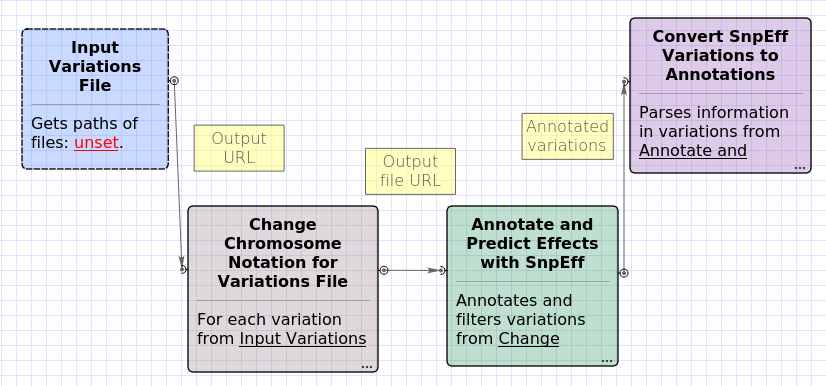 Input
Variations
File
Gets paths of
files: unset.
Output
URL
Change
Chromosome
Notation for
Variations File
For each variation
from Input Variations
...
Output
file URL
Annotate and
Predict Effects
with SnpEff
Annotates and
filters variations
from Change
...
Annotated
variations
Convert SnpEff
Variations to
Annotations
Parses information
in variations from
Annotate and
...